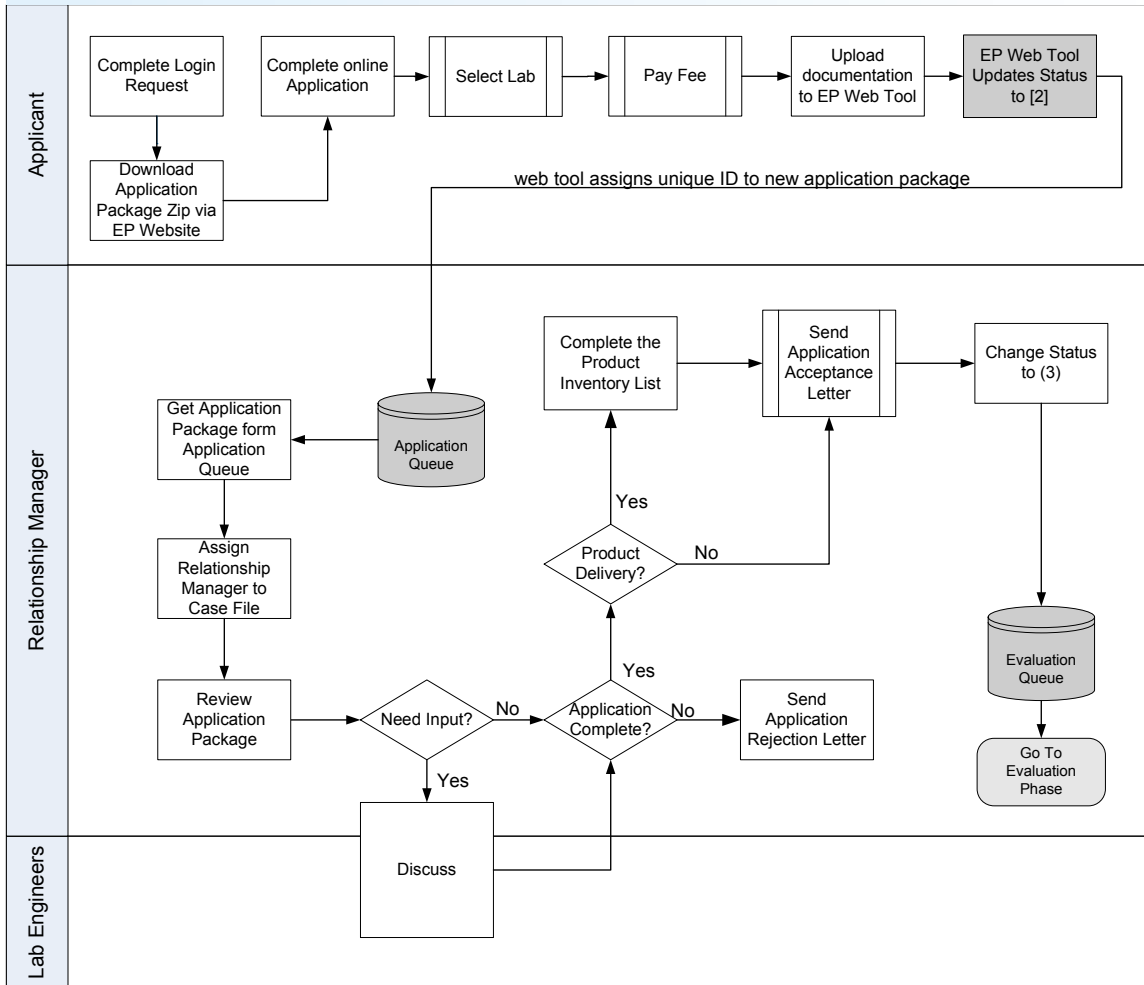 Applicant
Complete Login
Request
Download
Application
Package Zip via
EP Website
Complete online
Application
Select Lab
Pay Fee
Upload
documentation
to EP Web Tool
EP Web Tool
Updates Status
to [2]
web tool assigns unique ID to new application package
Relationship Manager
Application
Queue
Get Application
Package form
Application
Queue
Assign
Relationship
Manager to
Case File
Review
Application
Package
Need Input?
No
Yes
Application
Complete?
No
Send
Application
Rejection Letter
Yes
Product
Delivery?
No
Yes
Complete the
Product
Inventory List
Send
Application
Acceptance
Letter
Change Status
to (3)
Evaluation
Queue
Go To
Evaluation
Phase
Lab Engineers
Discuss